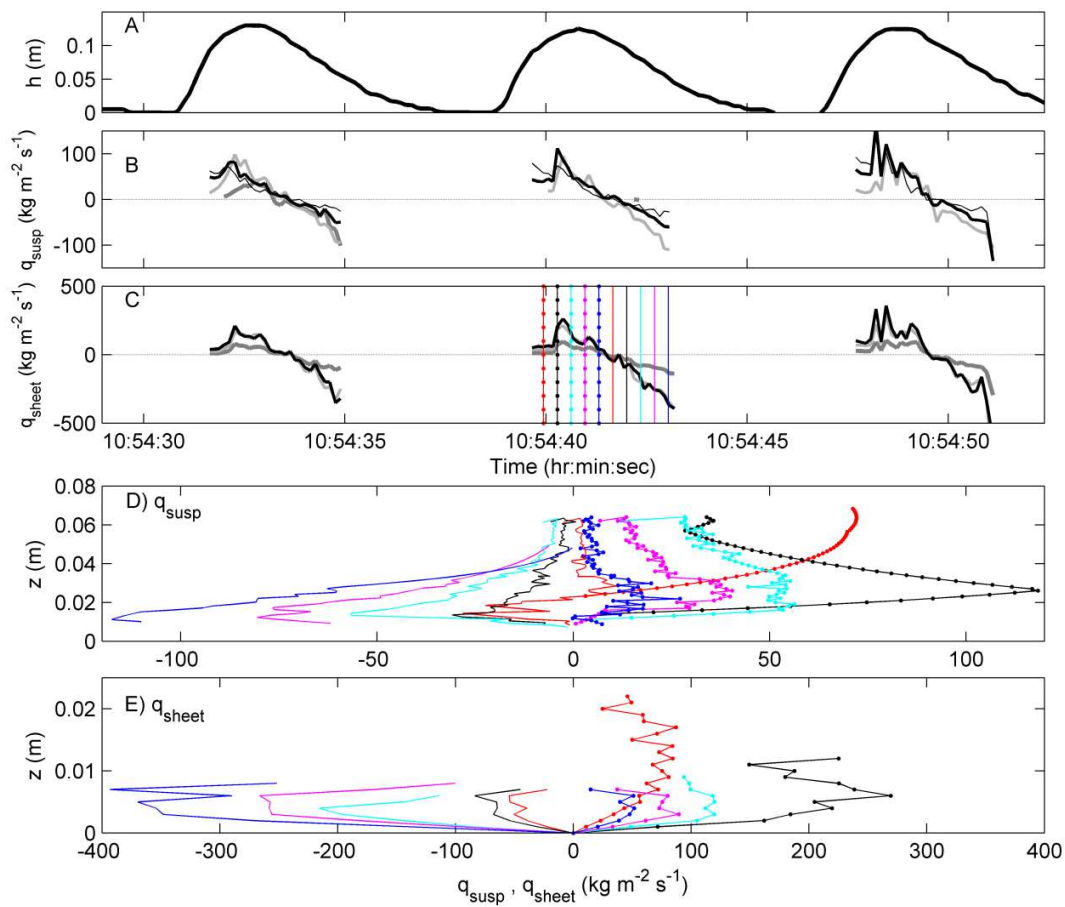 A
h (m)
0.1
0.05
0
B
q_susp (kg m⁻² s⁻¹)
100
0
-100
C
q_sheet (kg m⁻² s⁻¹)
500
0
-500
10:54:30 10:54:35 10:54:40 10:54:45 10:54:50
Time (hr:min:sec)
D) q_susp
z (m)
0.08
0.06
0.04
0.02
0
-100 -50 0 50 100
E) q_sheet
z (m)
0.02
0.01
0
-400 -300 -200 -100 0 100 200 300 400
q_susp , q_sheet (kg m⁻² s⁻¹)